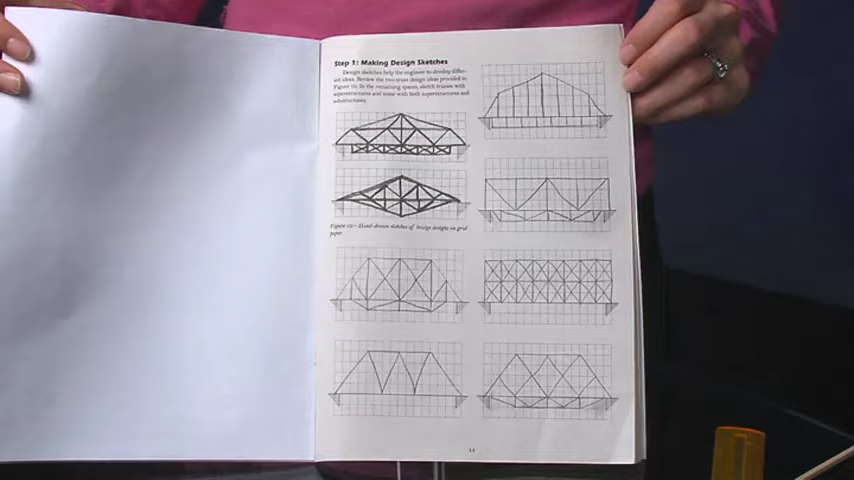 Step 1: Making Design Sketches
Design sketches help the engineer to develop differ-
ent ideas. Review the two truss design ideas provided in
Figure 10. In the remaining spaces, sketch trusses with
superstructures and some with both superstructures and
substructures.
Figure 10—Hand-drawn sketches of bridge designs on grid
paper